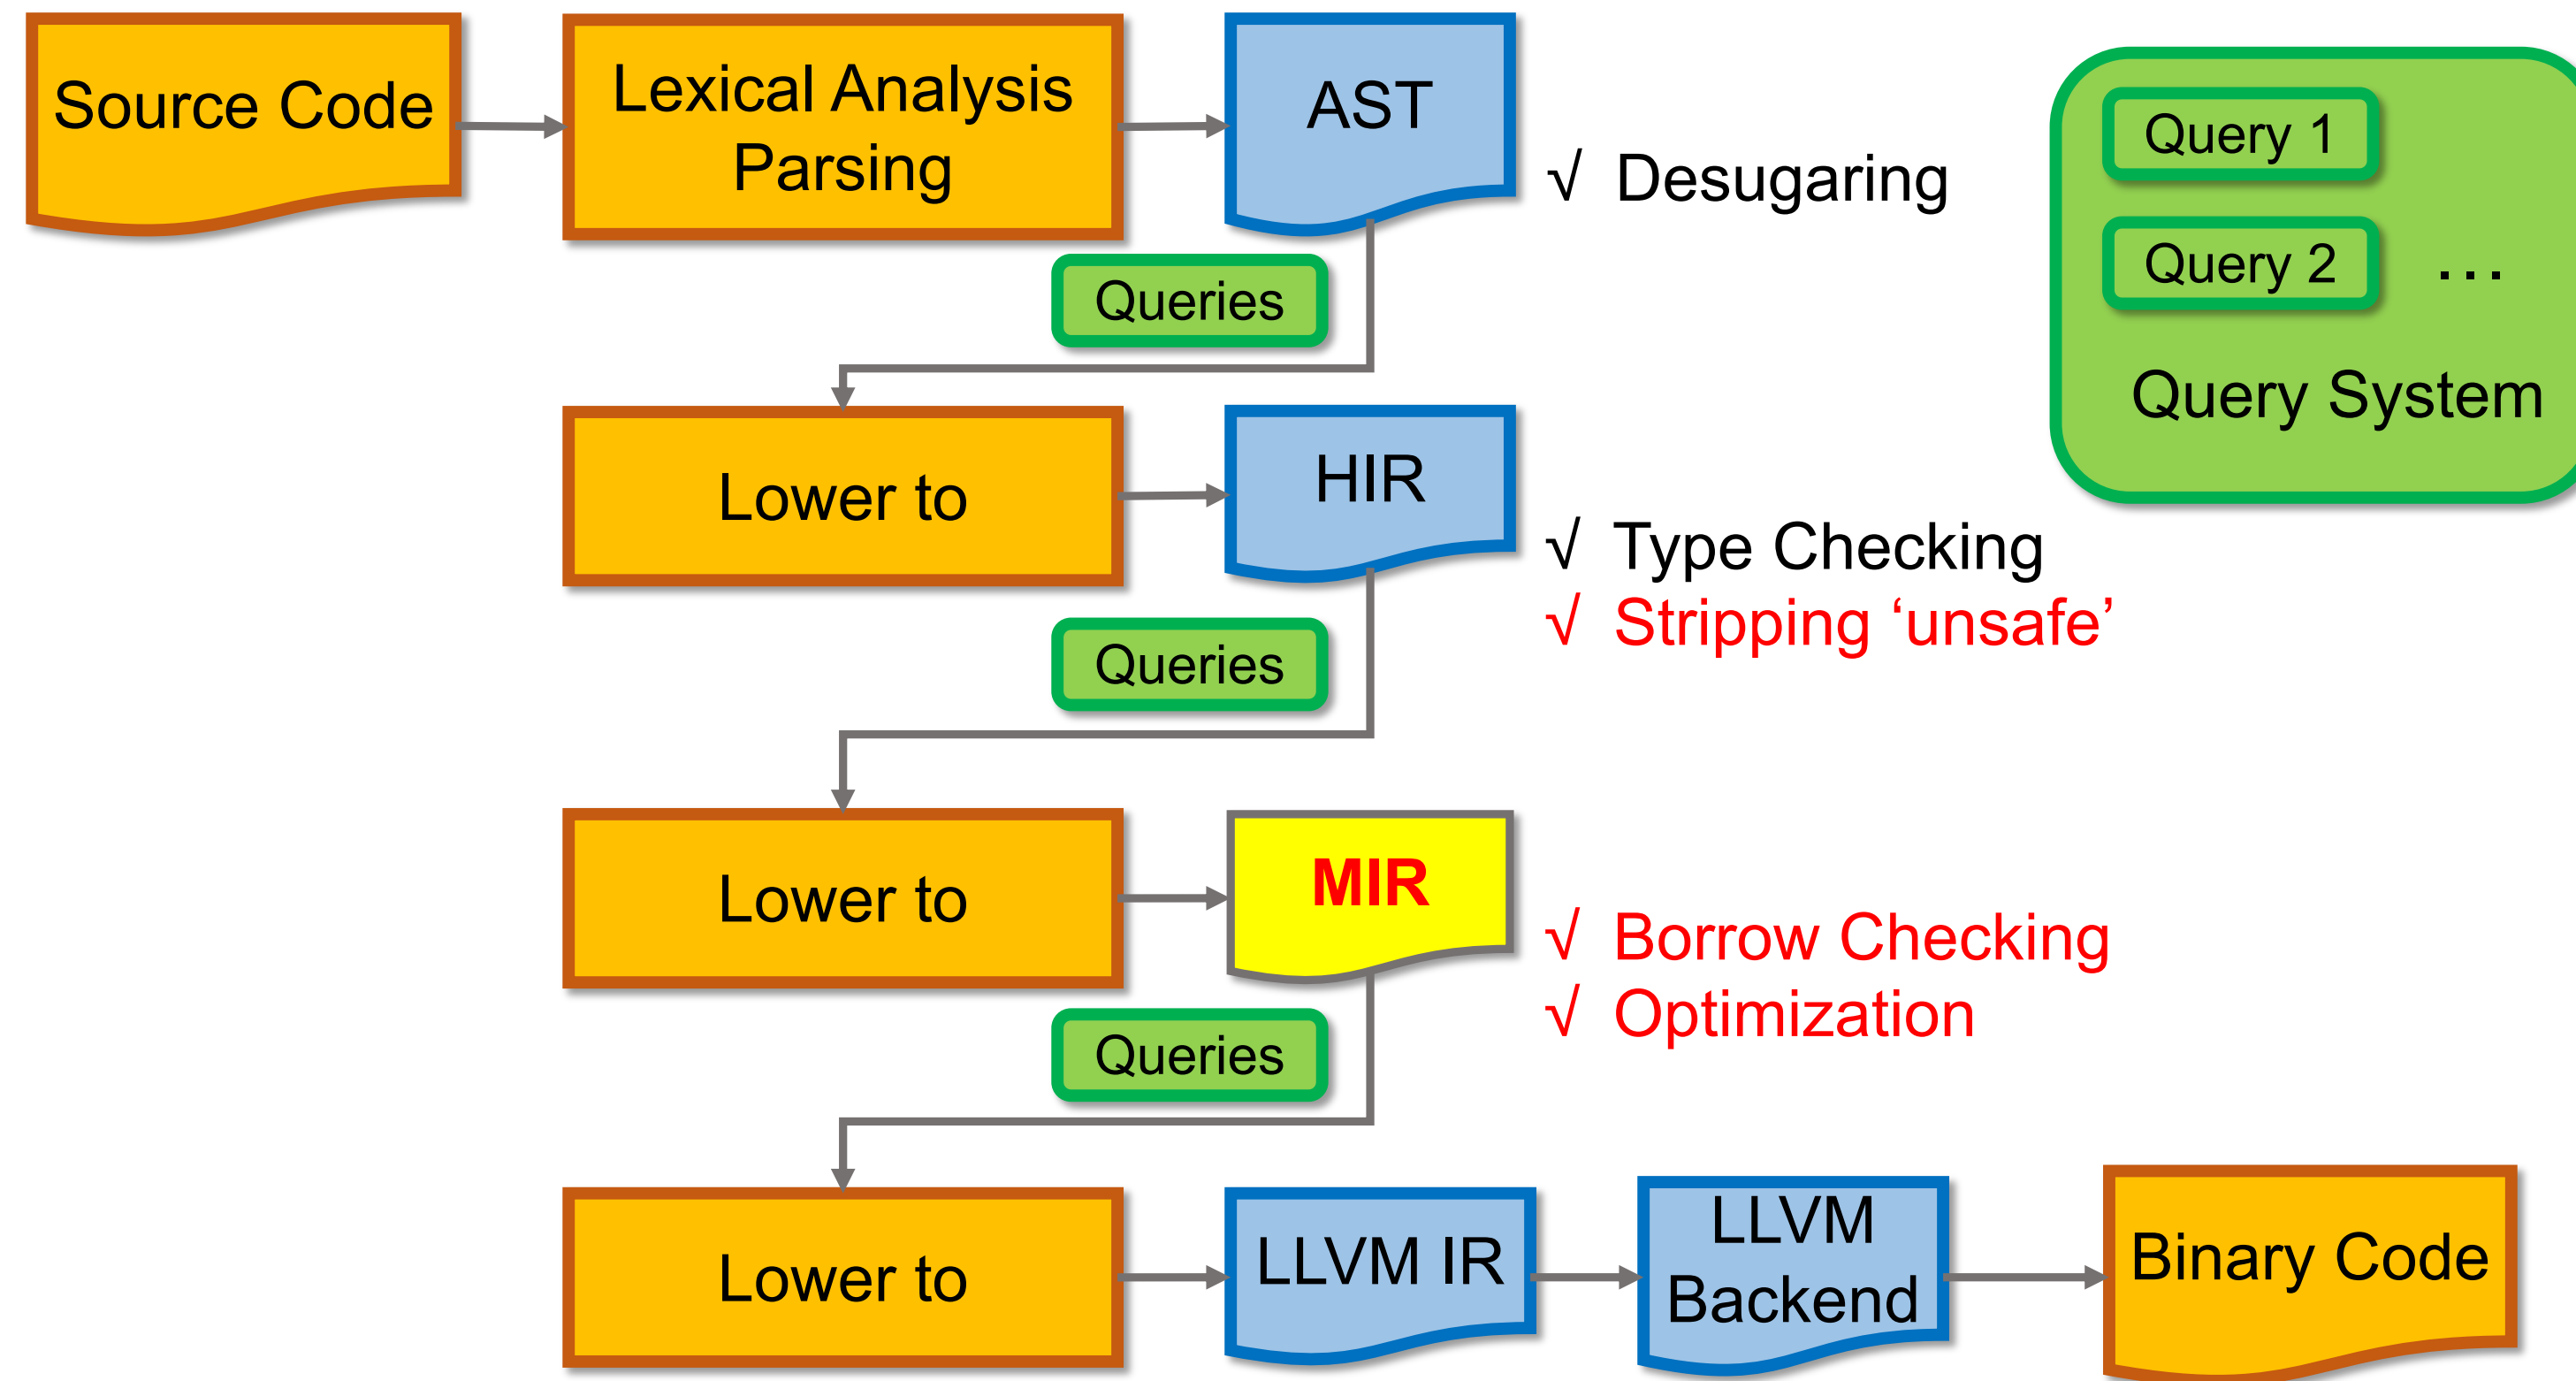 Source Code
Lexical Analysis
Parsing
AST
√ Desugaring
Query 1
Query 2 …
Query System
Queries
Lower to
HIR
√ Type Checking
√ Stripping ‘unsafe’
Queries
Lower to
MIR
√ Borrow Checking
√ Optimization
Queries
Lower to
LLVM IR
LLVM
Backend
Binary Code